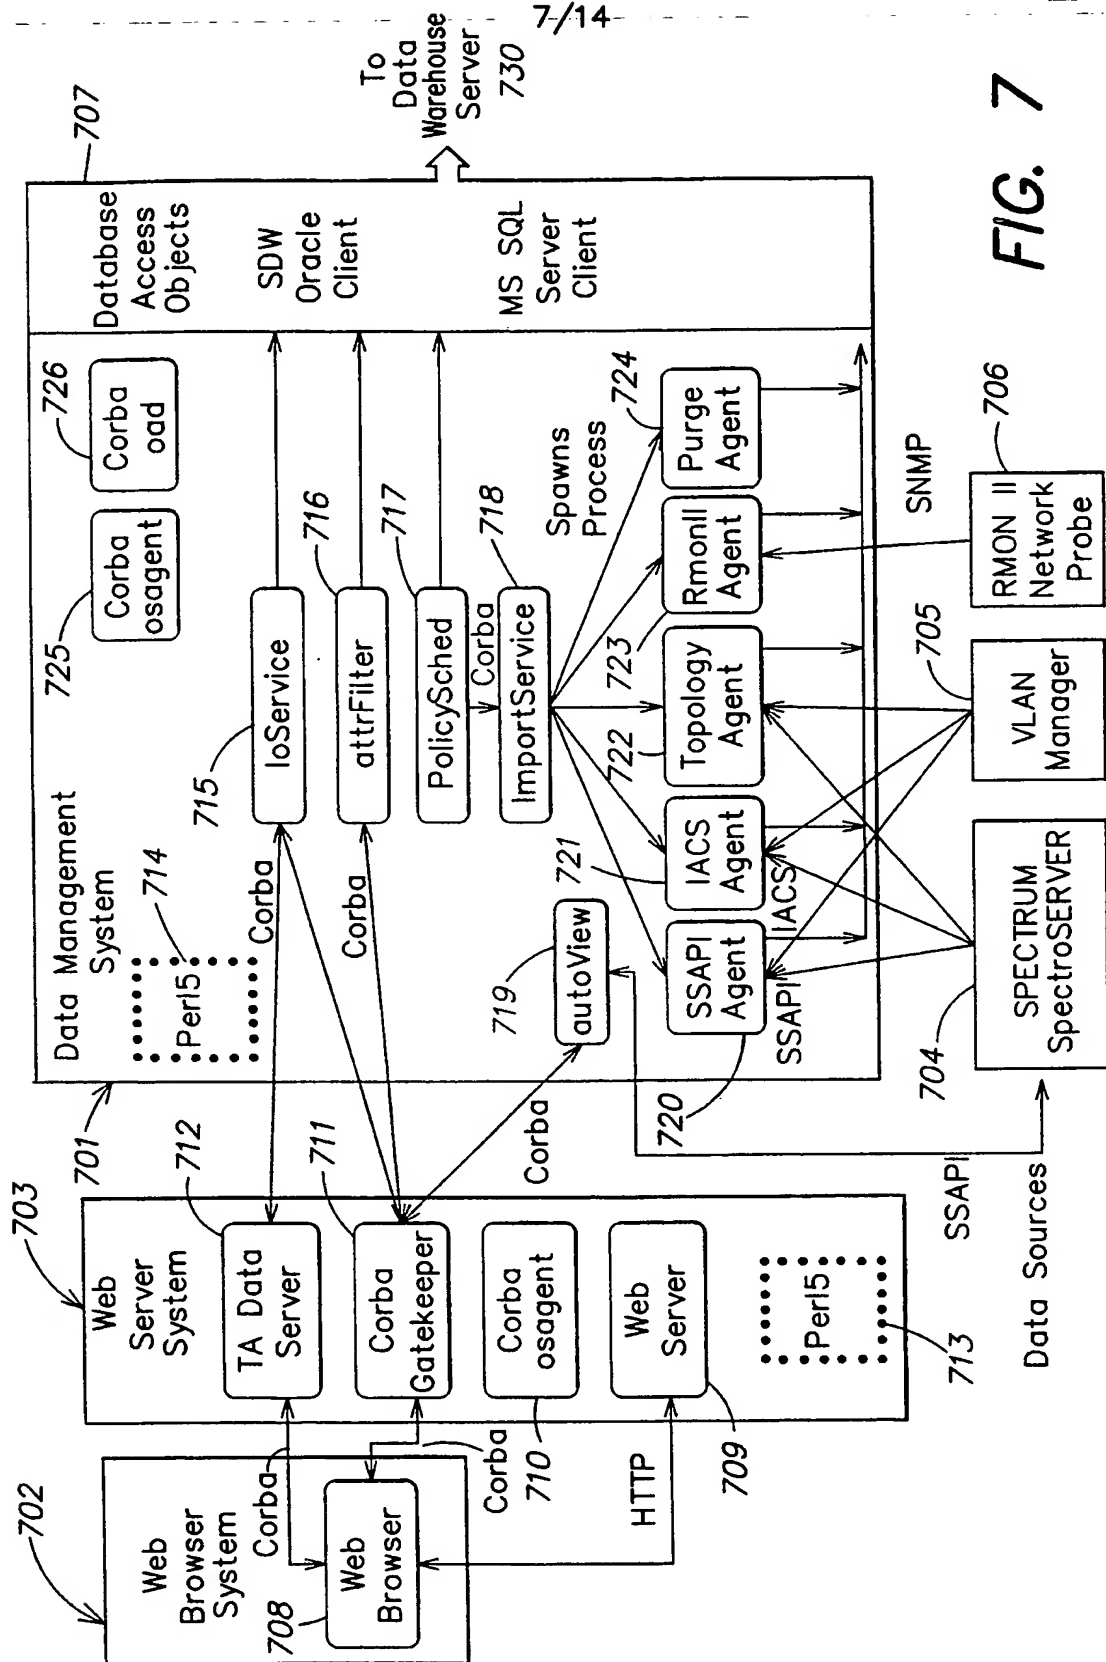 7/14
702
Web
Browser
System
708
Web
Browser
Corba
Corba
HTTP
703
Web
Server
System
712
TA Data
Server
711
Corba
Gatekeeper
710
Corba
osagent
709
Web
Server
713
Perl5
701
Data Management
System
714
Perl5
Corba
Corba
Corba
725
Corba
osagent
726
Corba
oad
715
IoService
716
attrFilter
717
PolicySched
Corba
718
ImportService
719
autoView
Spawns
Process
720
SSAPI
Agent
SSAPI
721
IACS
Agent
IACS
722
Topology
Agent
723
RmonII
Agent
724
Purge
Agent
707
Database
Access
Objects
SDW
Oracle
Client
MS SQL
Server
Client
To
Data
Warehouse
Server
730
SSAPI
Data Sources
704
SPECTRUM
SpectroSERVER
705
VLAN
Manager
SNMP
706
RMON II
Network
Probe
FIG. 7